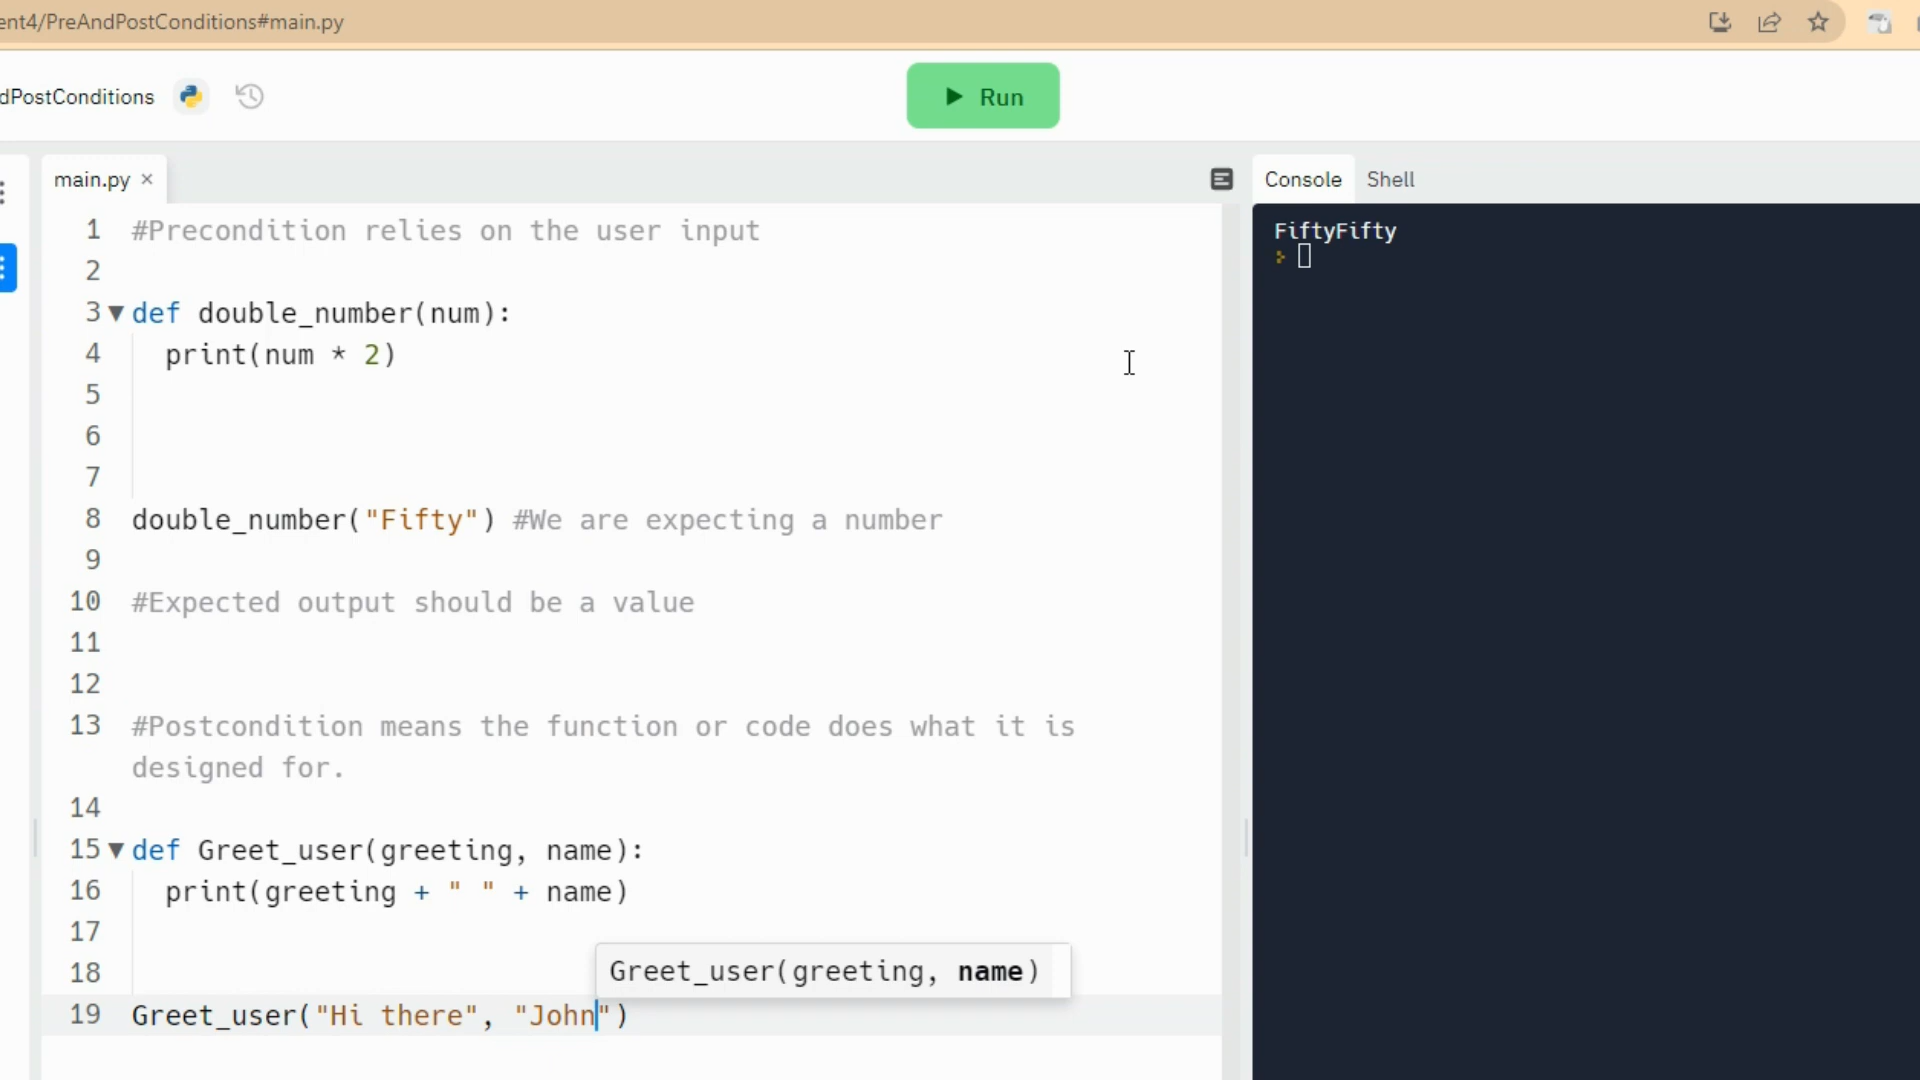 ent4/PreAndPostConditions#main.py
dPostConditions
Run
main.py
Console
Shell
1 #Precondition relies on the user input
2
3 def double_number(num):
4 print(num * 2)
5
6
7
8 double_number("Fifty") #We are expecting a number
9
10 #Expected output should be a value
11
12
13 #Postcondition means the function or code does what it is
designed for.
14
15 def Greet_user(greeting, name):
16 print(greeting + " " + name)
17
18
Greet_user(greeting, name)
19 Greet_user("Hi there", "John")
FiftyFifty